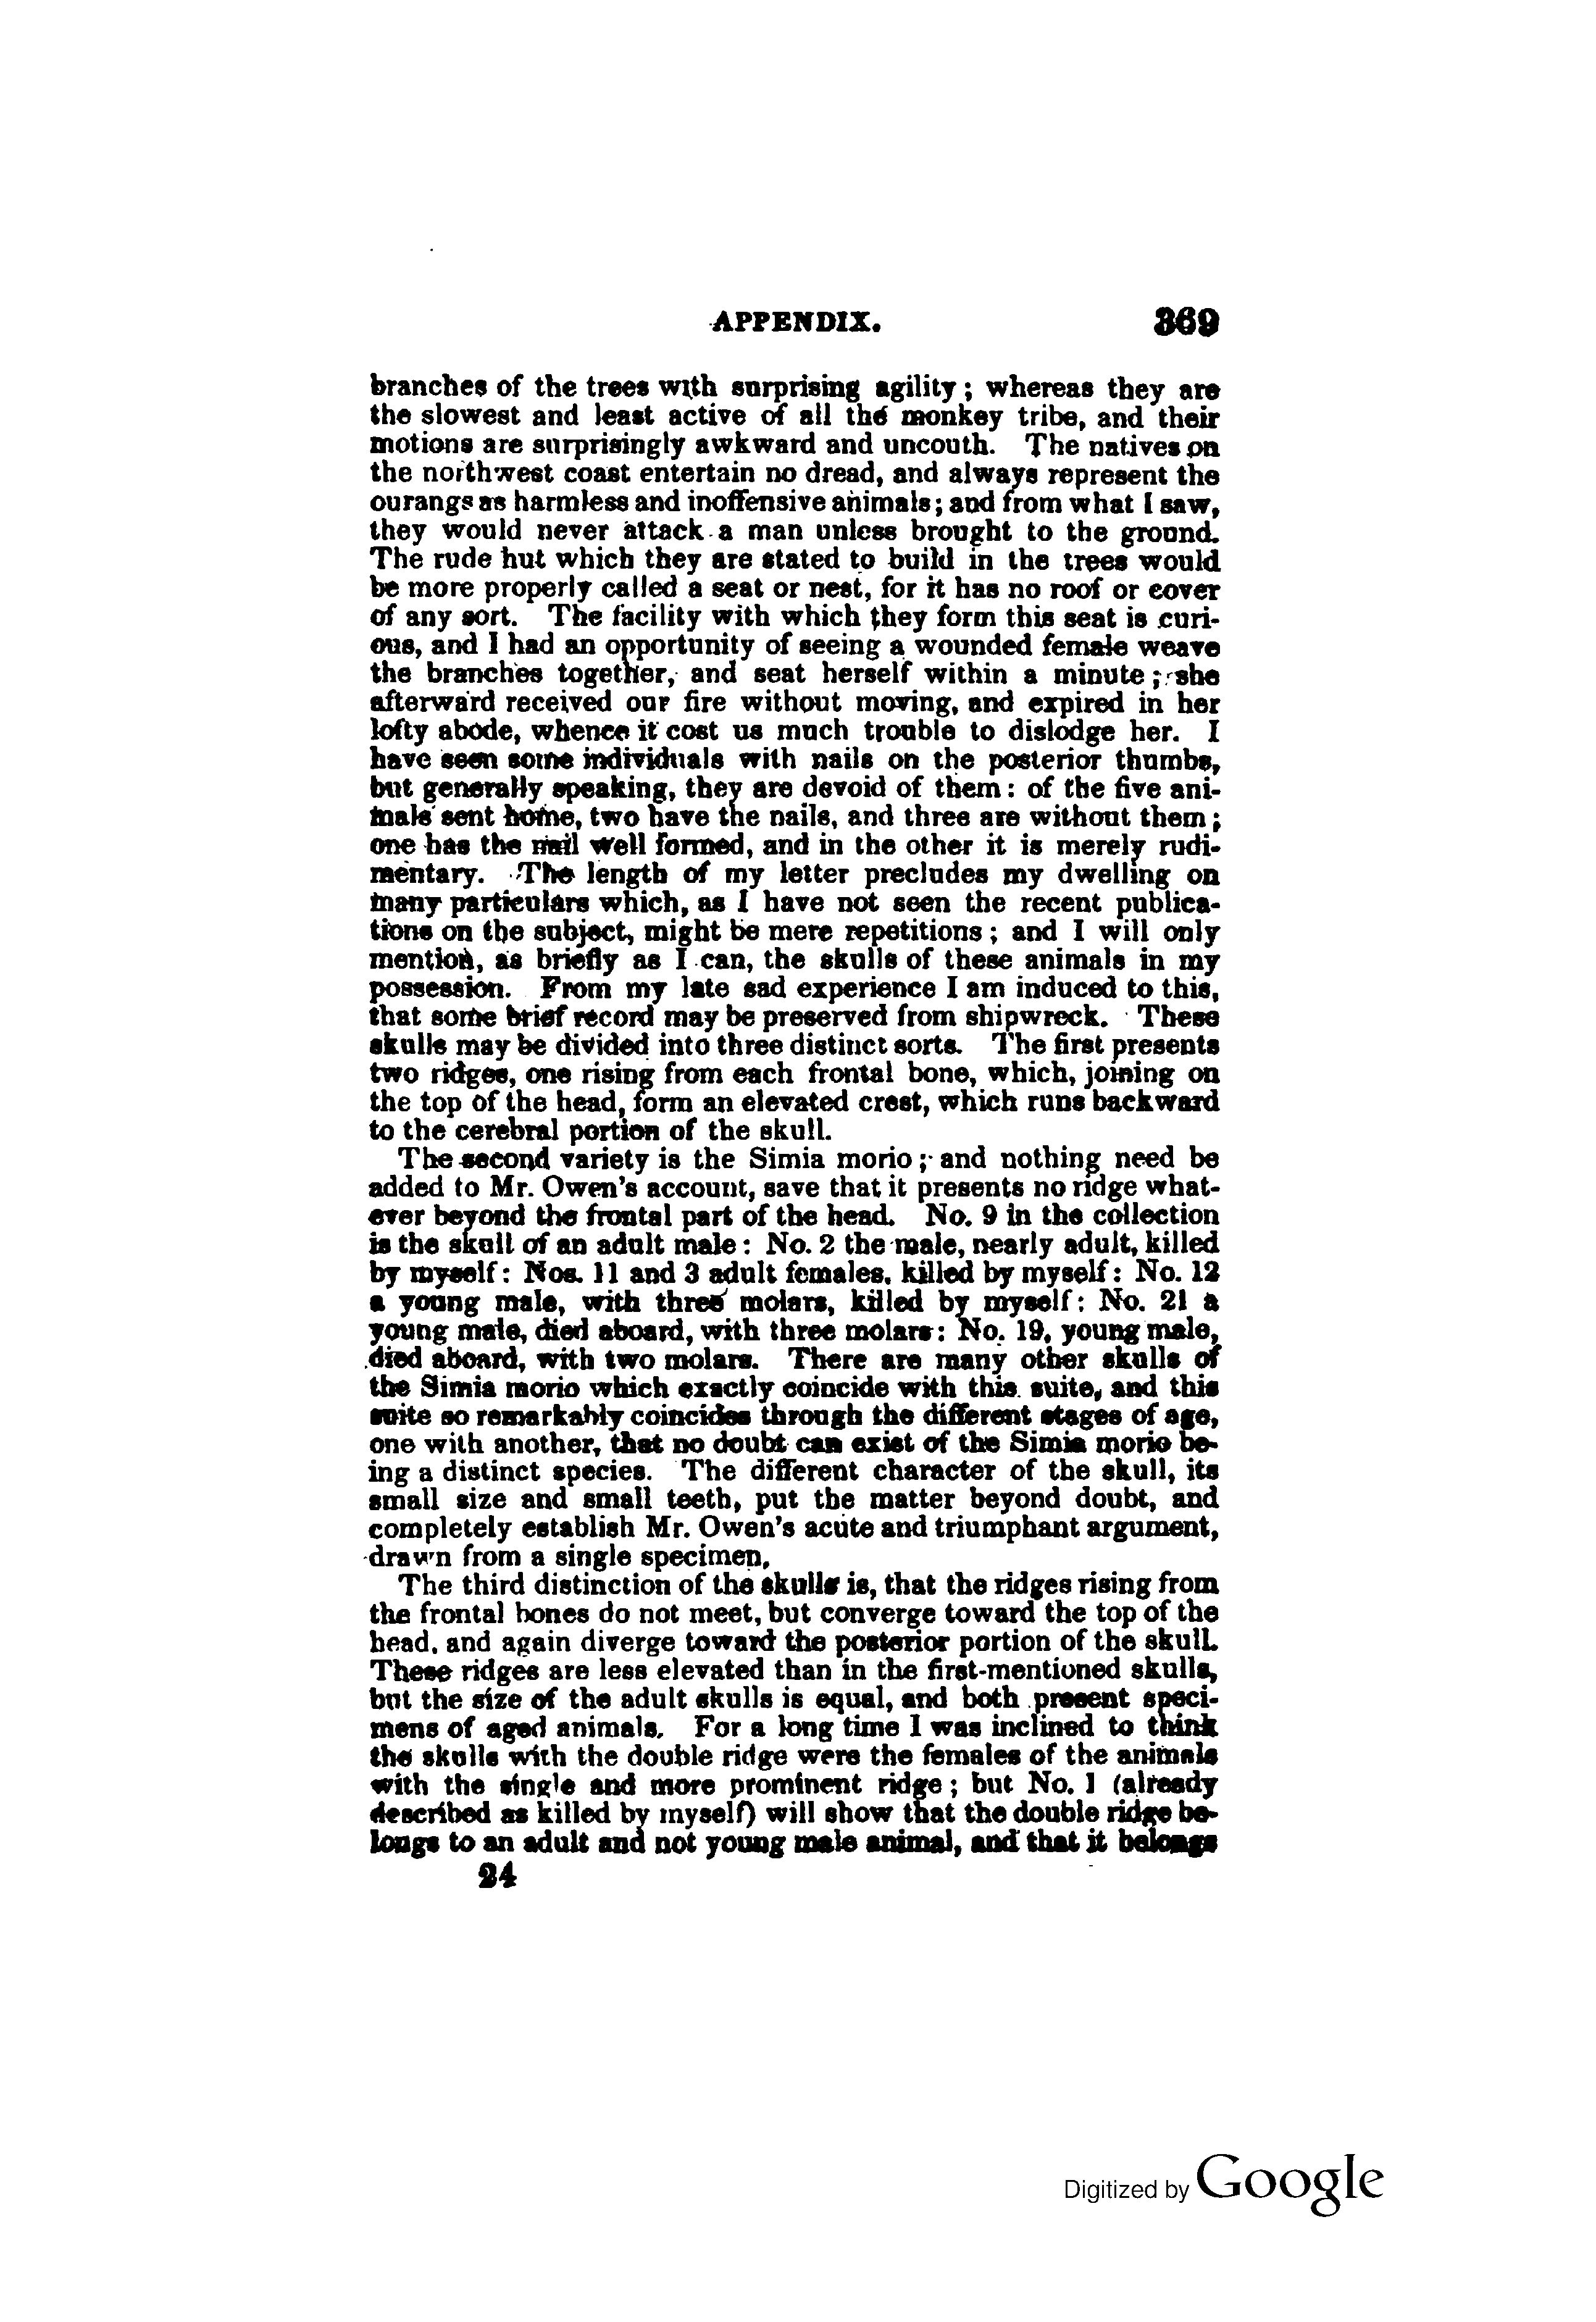 APPENDIX. 369
branches of the trees with surprising agility; whereas they are
the slowest and least active of all the monkey tribe, and their
motions are surprisingly awkward and uncouth. The natives on
the northwest coast entertain no dread, and always represent the
ourangs as harmless and inoffensive animals; and from what I saw,
they would never attack a man unless brought to the ground.
The rude hut which they are stated to build in the trees would
be more properly called a seat or nest, for it has no roof or cover
of any sort. The facility with which they form this seat is curi-
ous, and I had an opportunity of seeing a wounded female weave
the branches together, and seat herself within a minute; she
afterward received our fire without moving, and expired in her
lofty abode, whence it cost us much trouble to dislodge her. I
have seen some individuals with nails on the posterior thumbs,
but generally speaking, they are devoid of them: of the five ani-
mals sent home, two have the nails, and three are without them;
one has the nail well formed, and in the other it is merely rudi-
mentary. The length of my letter precludes my dwelling on
many particulars which, as I have not seen the recent publica-
tions on the subject, might be mere repetitions; and I will only
mention, as briefly as I can, the skulls of these animals in my
possession. From my late sad experience I am induced to this,
that some brief record may be preserved from shipwreck. These
skulls may be divided into three distinct sorts. The first presents
two ridges, one rising from each frontal bone, which, joining on
the top of the head, form an elevated crest, which runs backward
to the cerebral portion of the skull.
The second variety is the Simia morio; and nothing need be
added to Mr. Owen's account, save that it presents no ridge what-
ever beyond the frontal part of the head. No. 9 in the collection
is the skull of an adult male: No. 2 the male, nearly adult, killed
by myself: Nos. 11 and 3 adult females, killed by myself: No. 12
a young male, with three molars, killed by myself: No. 21 a
young male, died aboard, with three molars: No. 19, young male,
died aboard, with two molars. There are many other skulls of
the Simia morio which exactly coincide with this suite, and this
suite so remarkably coincides through the different stages of age,
one with another, that no doubt can exist of the Simia morio be-
ing a distinct species. The different character of the skull, its
small size and small teeth, put the matter beyond doubt, and
completely establish Mr. Owen's acute and triumphant argument,
drawn from a single specimen.
The third distinction of the skulls is, that the ridges rising from
the frontal bones do not meet, but converge toward the top of the
head, and again diverge toward the posterior portion of the skull.
These ridges are less elevated than in the first-mentioned skulls,
but the size of the adult skulls is equal, and both present speci-
mens of aged animals. For a long time I was inclined to think
the skulls with the double ridge were the females of the animals
with the single and more prominent ridge; but No. 1 (already
described as killed by myself) will show that the double ridge be-
longs to an adult and not young male animal, and that it belongs
24
Digitized by Google